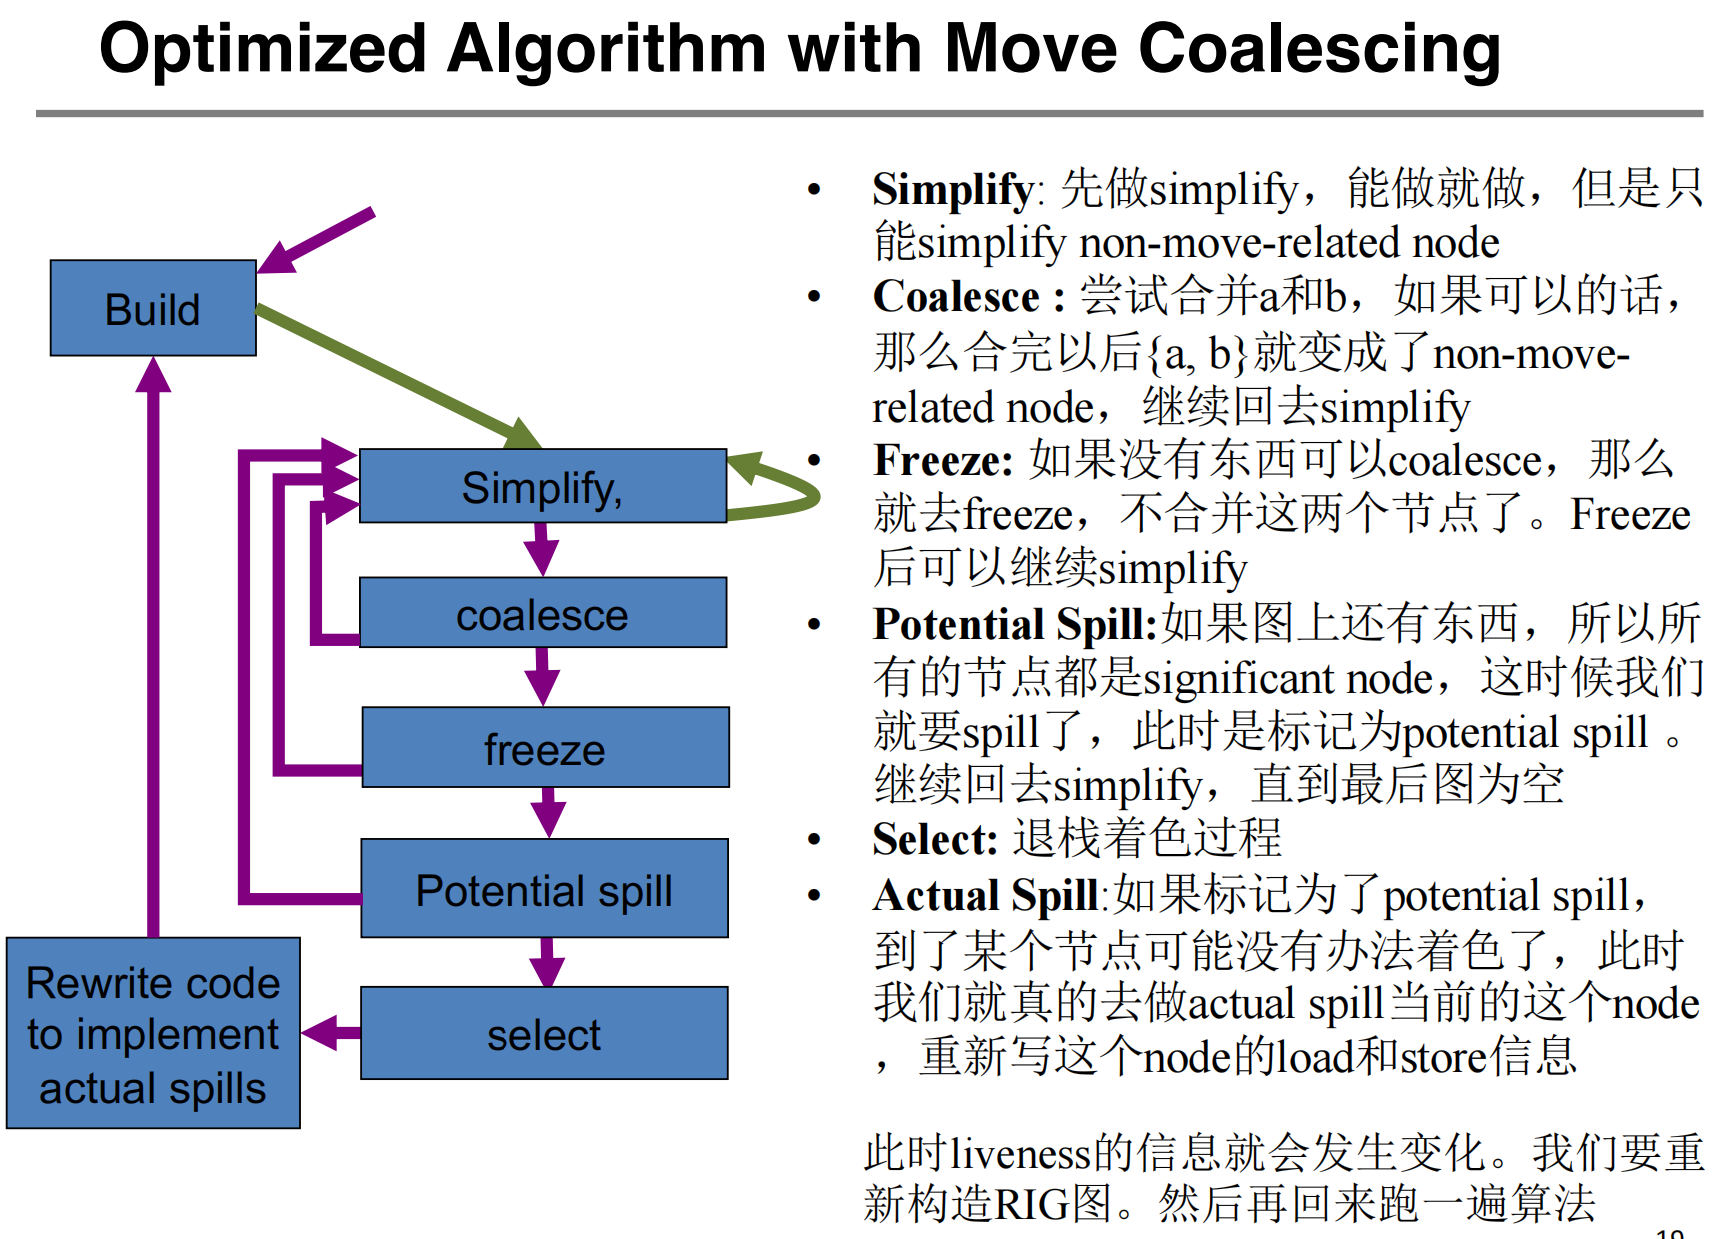 Optimized Algorithm with Move Coalescing
Build
Simplify,
coalesce
freeze
Potential spill
select
Rewrite code
to implement
actual spills
• Simplify: 先做simplify，能做就做，但是只
能simplify non-move-related node
• Coalesce : 尝试合并a和b，如果可以的话，
那么合完以后{a, b}就变成了non-move-
related node，继续回去simplify
• Freeze: 如果没有东西可以coalesce，那么
就去freeze，不合并这两个节点了。Freeze
后可以继续simplify
• Potential Spill:如果图上还有东西，所以所
有的节点都是significant node，这时候我们
就要spill了，此时是标记为potential spill 。
继续回去simplify，直到最后图为空
• Select: 退栈着色过程
• Actual Spill:如果标记为了potential spill，
到了某个节点可能没有办法着色了，此时
我们就真的去做actual spill当前的这个node
，重新写这个node的load和store信息
此时liveness的信息就会发生变化。我们要重
新构造RIG图。然后再回来跑一遍算法